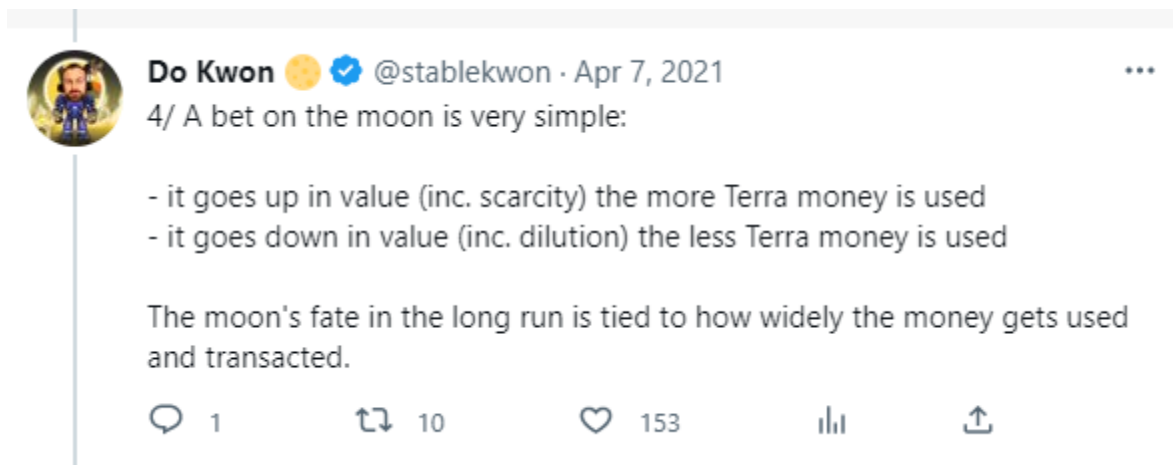 Do Kwon @stablekwon · Apr 7, 2021
4/ A bet on the moon is very simple:
- it goes up in value (inc. scarcity) the more Terra money is used
- it goes down in value (inc. dilution) the less Terra money is used
The moon's fate in the long run is tied to how widely the money gets used
and transacted.
1 10 153